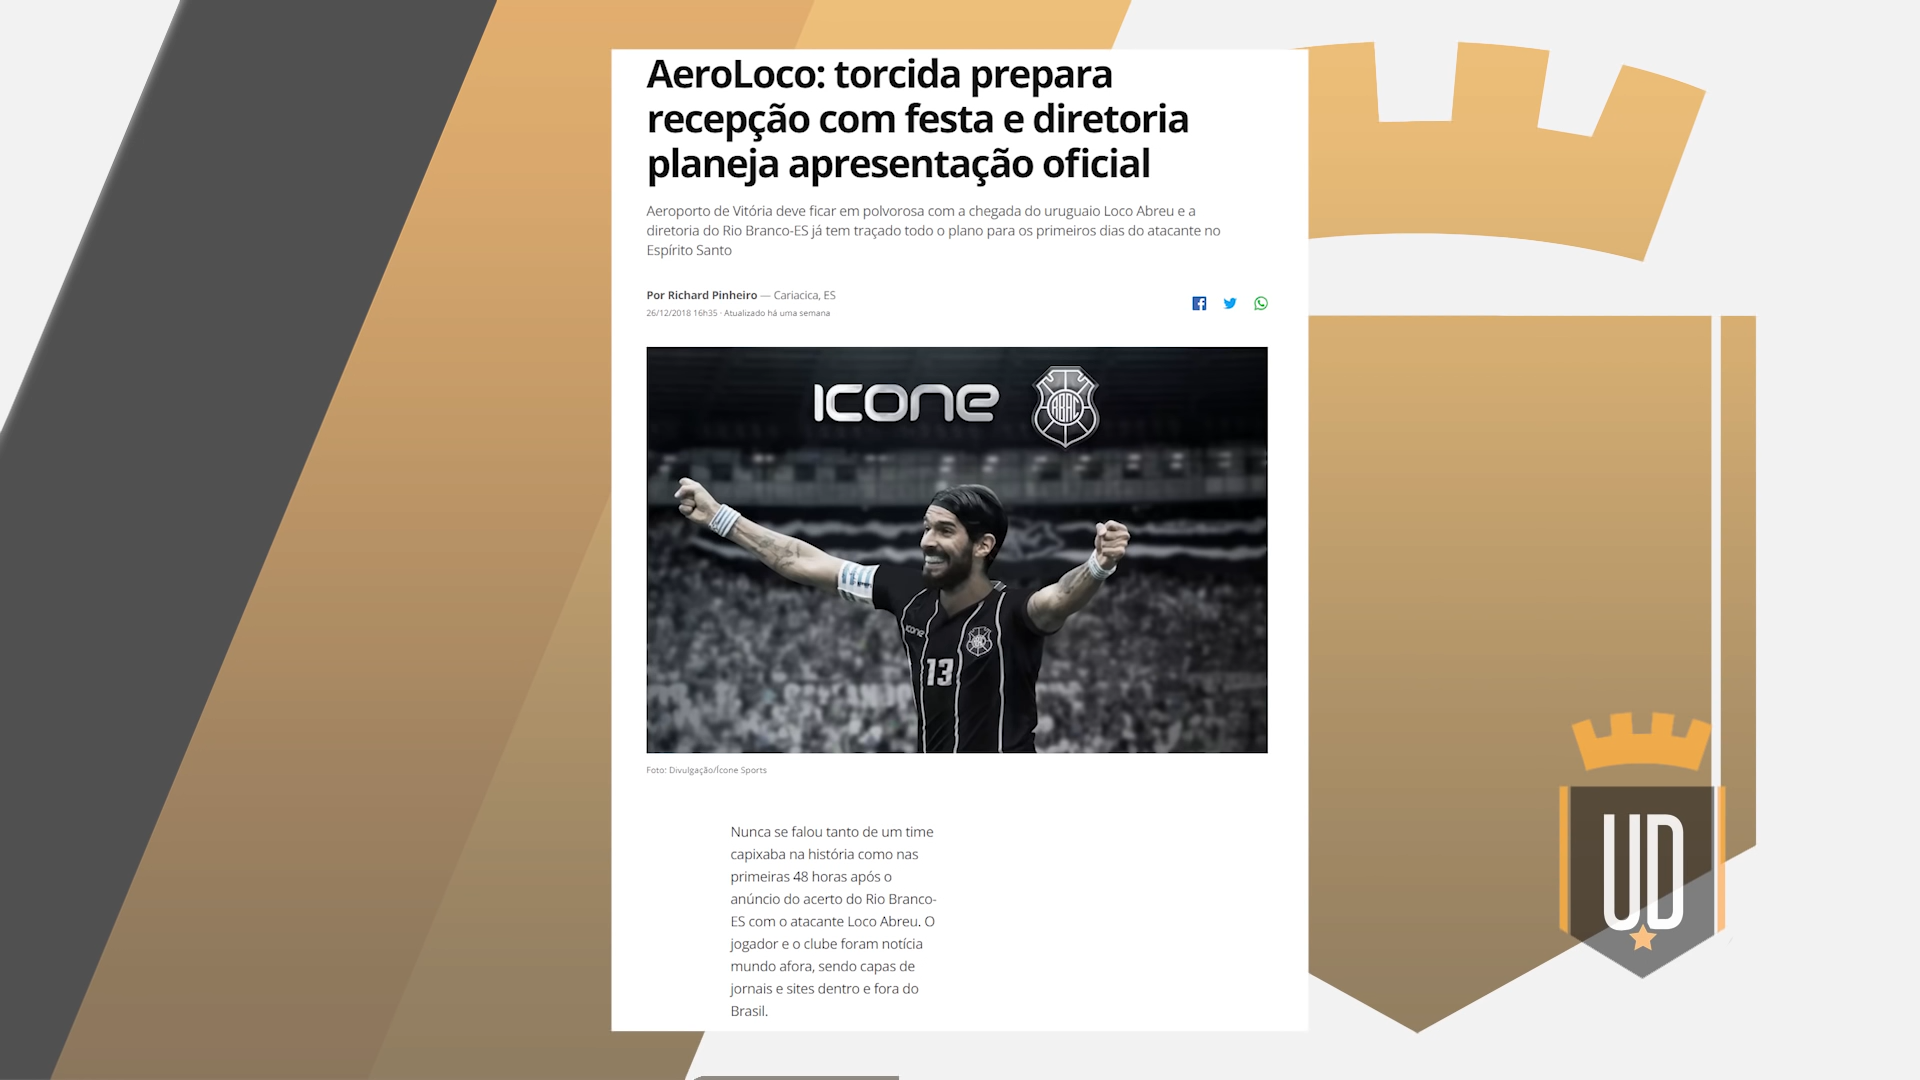 AeroLoco: torcida prepara
recepção com festa e diretoria
planeja apresentação oficial
Aeroporto de Vitória deve ficar em polvorosa com a chegada do uruguaio Loco Abreu e a
diretoria do Rio Branco-ES já tem traçado todo o plano para os primeiros dias do atacante no
Espírito Santo
Por Richard Pinheiro — Cariacica, ES
26/12/2018 16h35 · Atualizado há uma semana
ICONE
ABAC
ICONE
13
Foto: Divulgação/Ícone Sports
Nunca se falou tanto de um time
capixaba na história como nas
primeiras 48 horas após o
anúncio do acerto do Rio Branco-
ES com o atacante Loco Abreu. O
jogador e o clube foram notícia
mundo afora, sendo capas de
jornais e sites dentro e fora do
Brasil.
UD